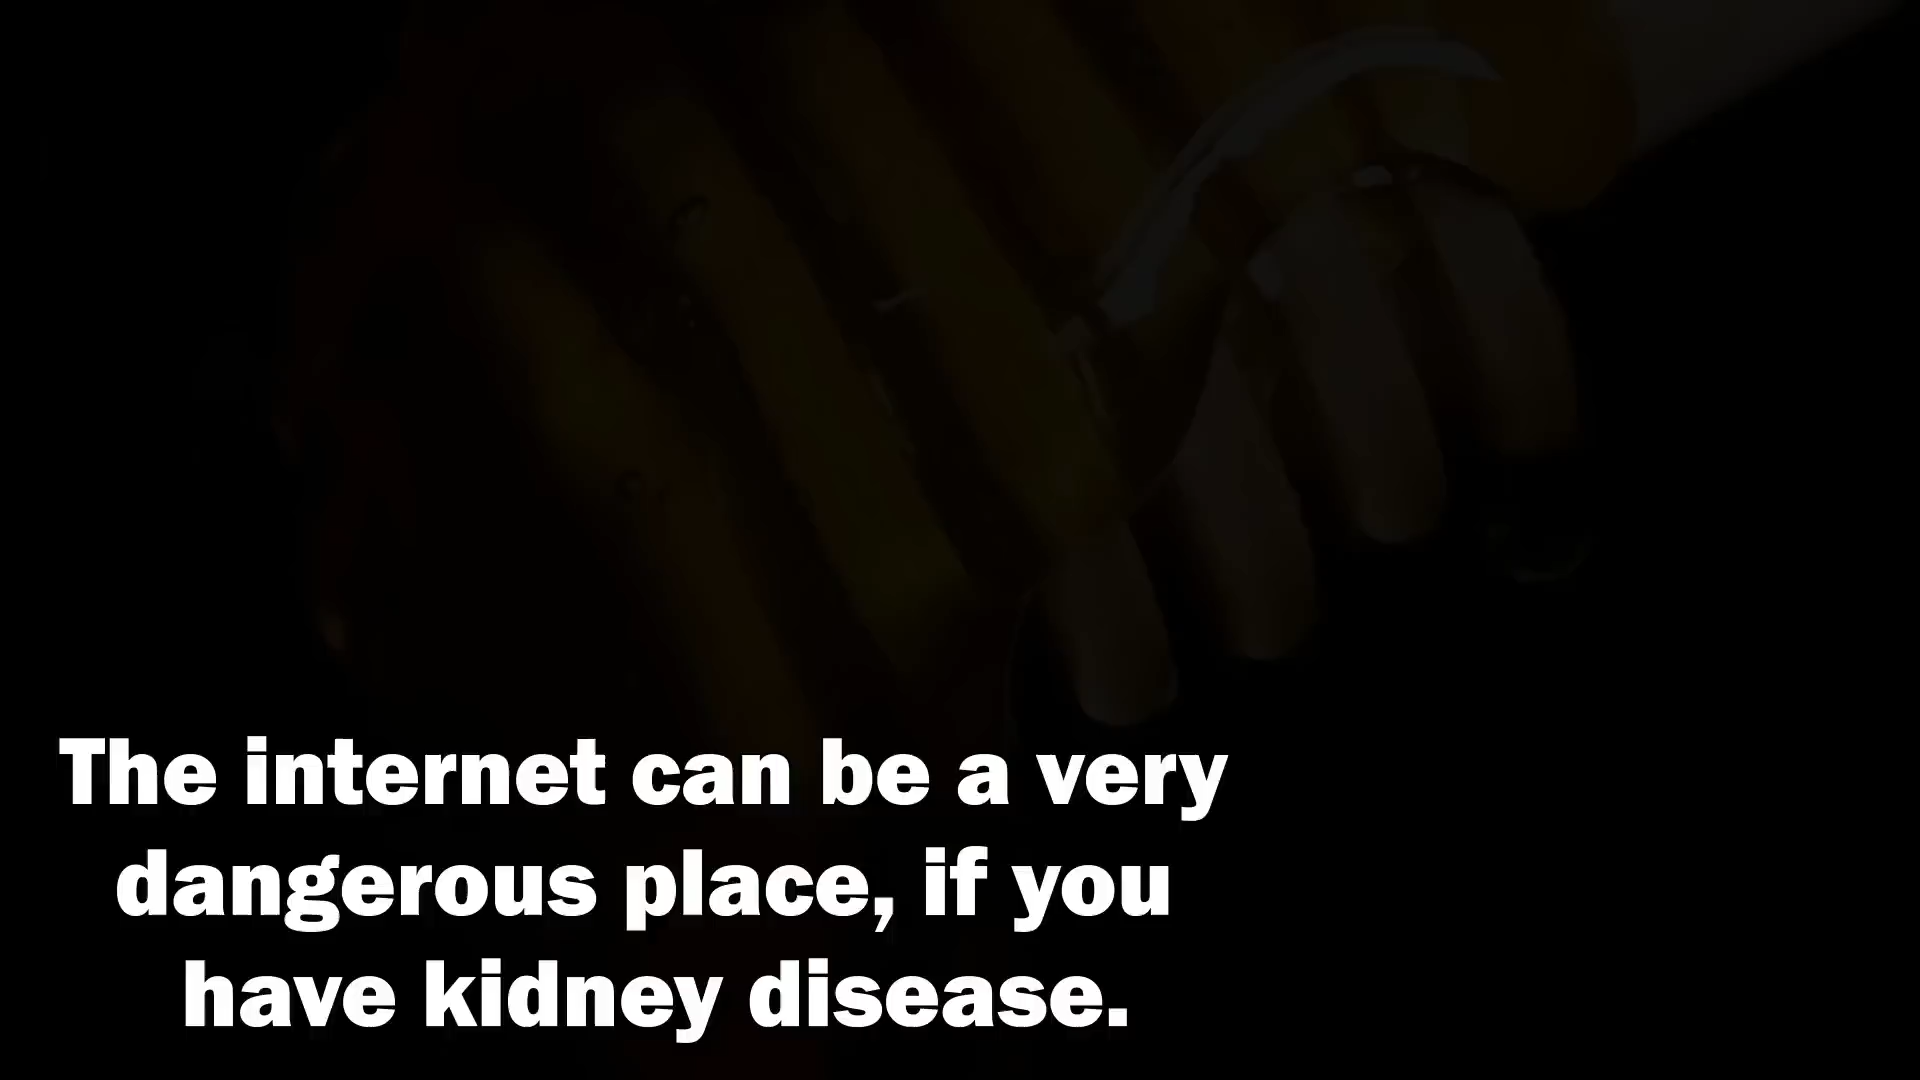 The internet can be a very
dangerous place, if you
have kidney disease.